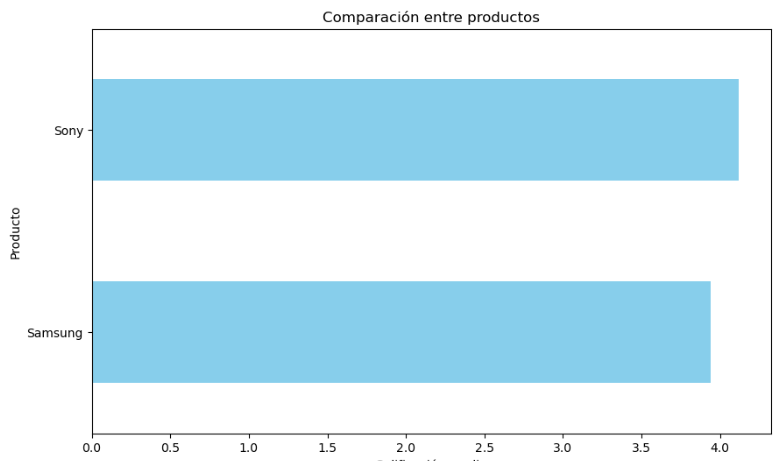 Comparación entre productos
Sony
Producto
Samsung
0.0 0.5 1.0 1.5 2.0 2.5 3.0 3.5 4.0